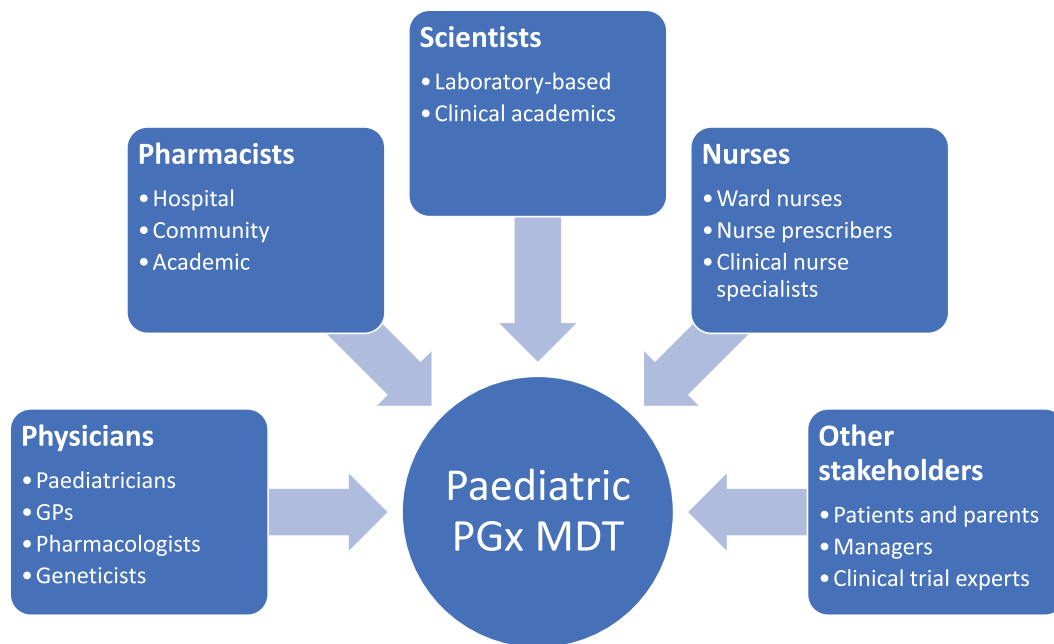 Scientists
• Laboratory-based
• Clinical academics
Pharmacists
• Hospital
• Community
• Academic
Nurses
• Ward nurses
• Nurse prescribers
• Clinical nurse
specialists
Physicians
• Paediatricians
• GPs
• Pharmacologists
• Geneticists
Paediatric
PGx MDT
Other
stakeholders
• Patients and parents
• Managers
• Clinical trial experts